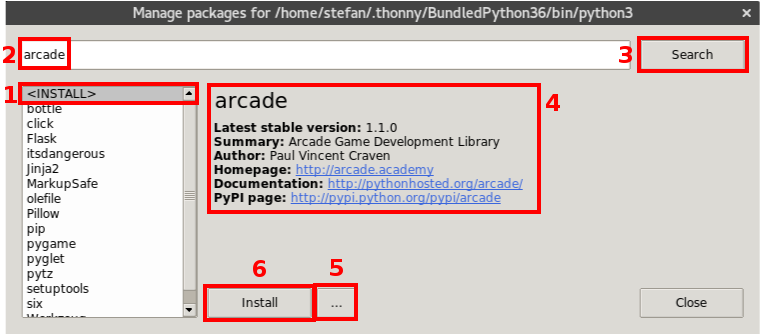 Manage packages for /home/stefan/.thonny/BundledPython36/bin/python3 ×
2 arcade 3 Search
1 <INSTALL>
bottle
click
Flask
itsdangerous
Jinja2
MarkupSafe
olefile
Pillow
pip
pygame
pyglet
pytz
setuptools
six
Werkzeug
arcade
4
Latest stable version: 1.1.0
Summary: Arcade Game Development Library
Author: Paul Vincent Craven
Homepage: http://arcade.academy
Documentation: http://pythonhosted.org/arcade/
PyPI page: http://pypi.python.org/pypi/arcade
6 5
Install ... Close